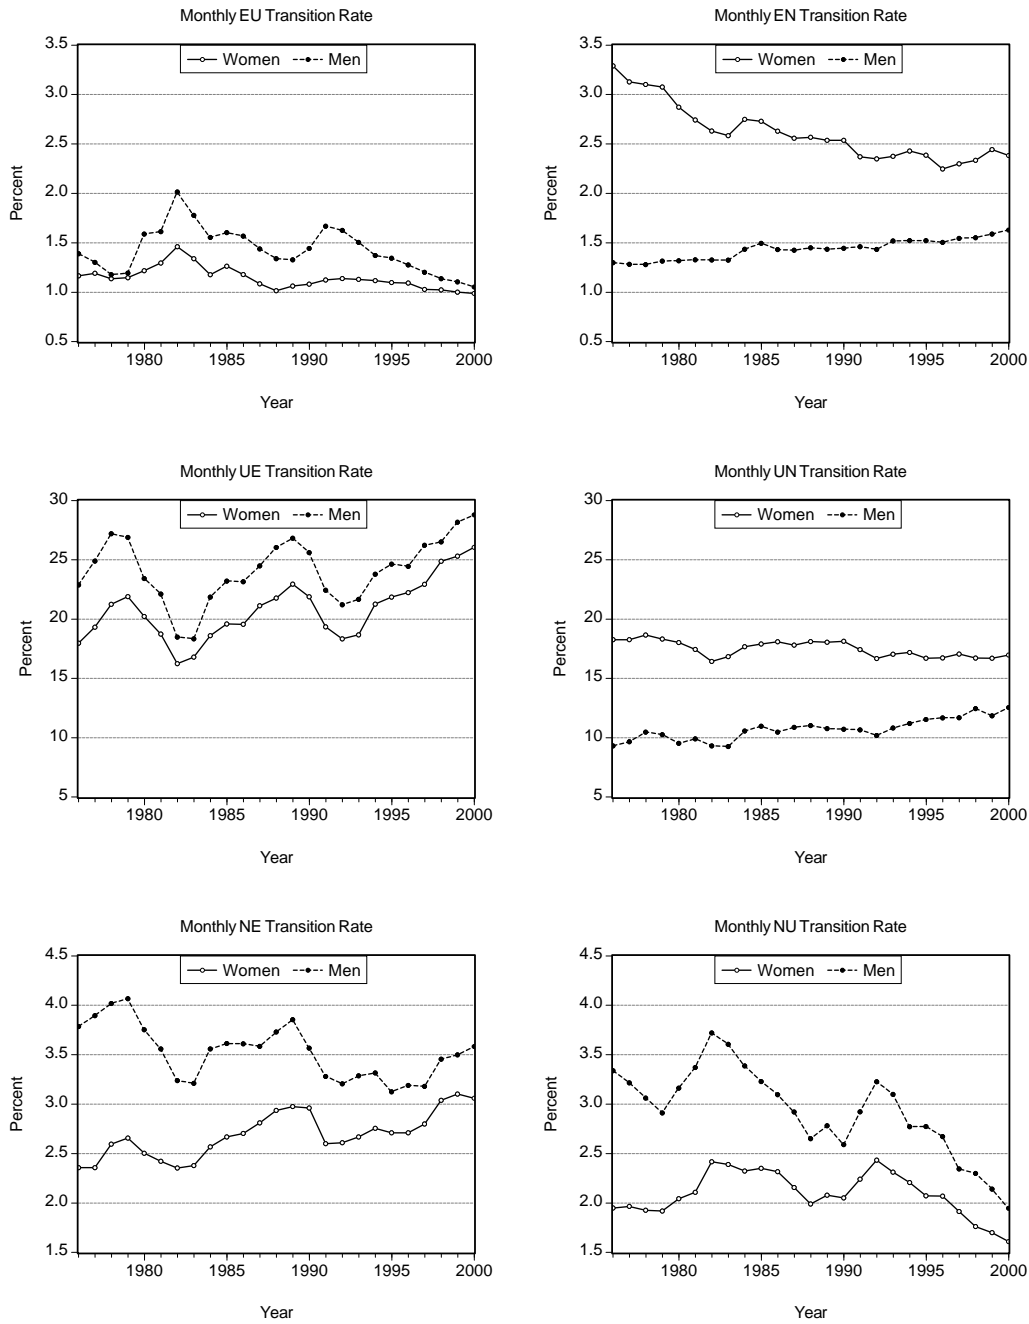 Monthly EU Transition Rate
3.5
3.0
2.5
2.0
1.5
1.0
0.5
Percent
Women Men
1980 1985 1990 1995 2000
Year
Monthly EN Transition Rate
3.5
3.0
2.5
2.0
1.5
1.0
0.5
Percent
Women Men
1980 1985 1990 1995 2000
Year
Monthly UE Transition Rate
30
25
20
15
10
5
Percent
Women Men
1980 1985 1990 1995 2000
Year
Monthly UN Transition Rate
30
25
20
15
10
5
Percent
Women Men
1980 1985 1990 1995 2000
Year
Monthly NE Transition Rate
4.5
4.0
3.5
3.0
2.5
2.0
1.5
Percent
Women Men
1980 1985 1990 1995 2000
Year
Monthly NU Transition Rate
4.5
4.0
3.5
3.0
2.5
2.0
1.5
Percent
Women Men
1980 1985 1990 1995 2000
Year